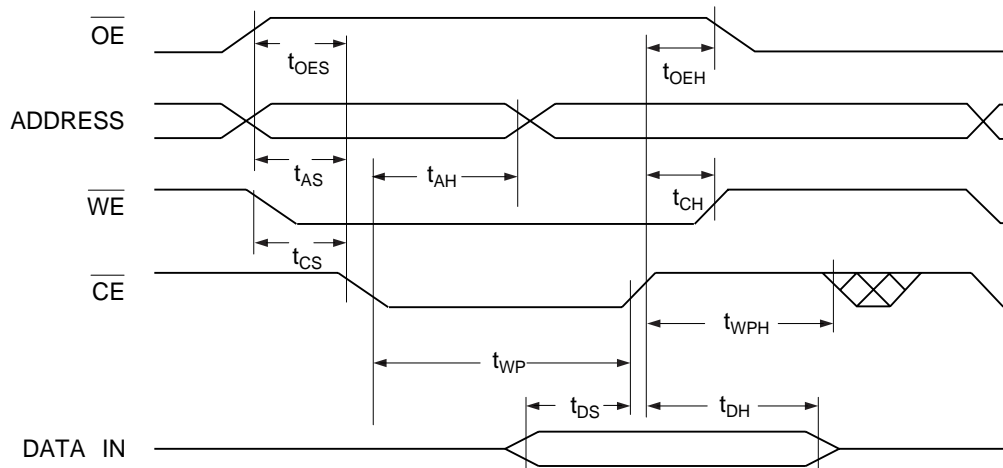 OE
tOES
tOEH
ADDRESS
tAS
tAH
WE
tCH
tCS
CE
tWPH
tWP
tDS
tDH
DATA IN